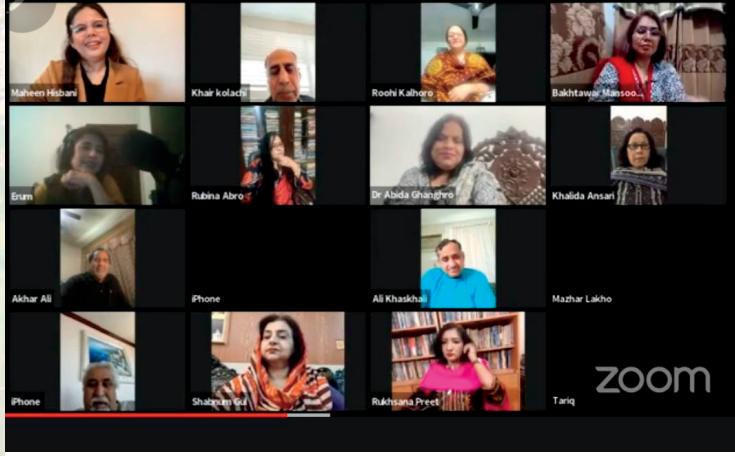 Maheen Hisbani
Khair kolachi
Roohi Kalhoro
Bakhtawar Mansoo...
Erum
Rubina Abro
Dr Abida Ghanghro
Khalida Ansari
Akhar Ali
iPhone
Ali Khaskhali
Mazhar Lakho
iPhone
Shabnum Gul
Rukhsana Preet
Tariq
zoom